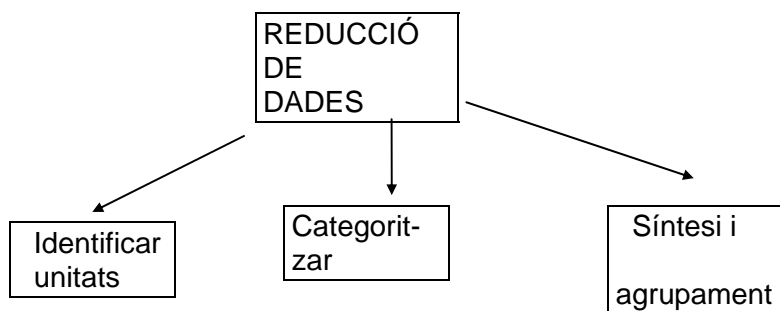 REDUCCIÓ
DE
DADES
Identificar
unitats
Categorit-
zar
Síntesi i
agrupament